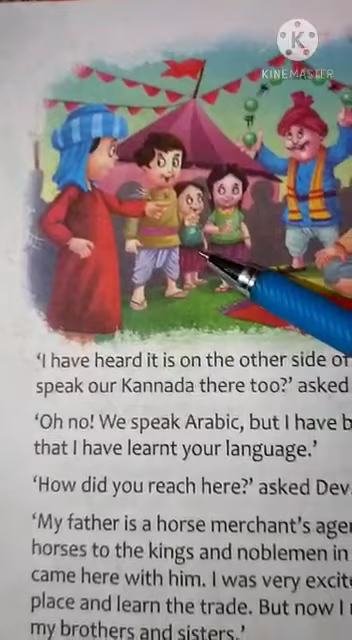 K
KINEMASTER
'I have heard it is on the other side of
speak our Kannada there too?' asked
'Oh no! We speak Arabic, but I have b
that I have learnt your language.'
'How did you reach here?' asked Dev
'My father is a horse merchant's age
horses to the kings and noblemen in
came here with him. I was very excit
place and learn the trade. But now I
my brothers and sisters.'